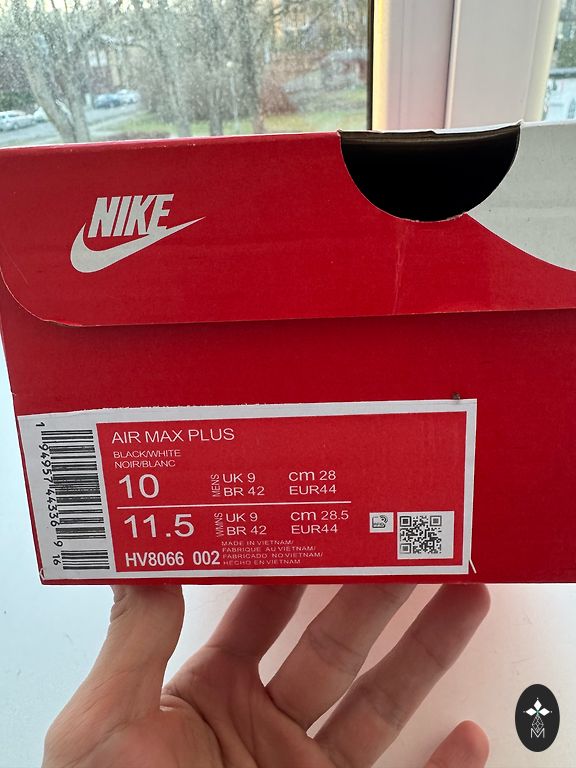 NIKE
AIR MAX PLUS
BLACK/WHITE
NOIR/BLANC
10 MENS UK 9 cm 28
BR 42 EUR44
11.5 WMNS UK 9 cm 28.5
BR 42 EUR44
HV8066 002
MADE IN VIETNAM/
FABRIQUE AU VIETNAM/
FABRICADO NO VIETNAM/
HECHO EN VIETNAM
M